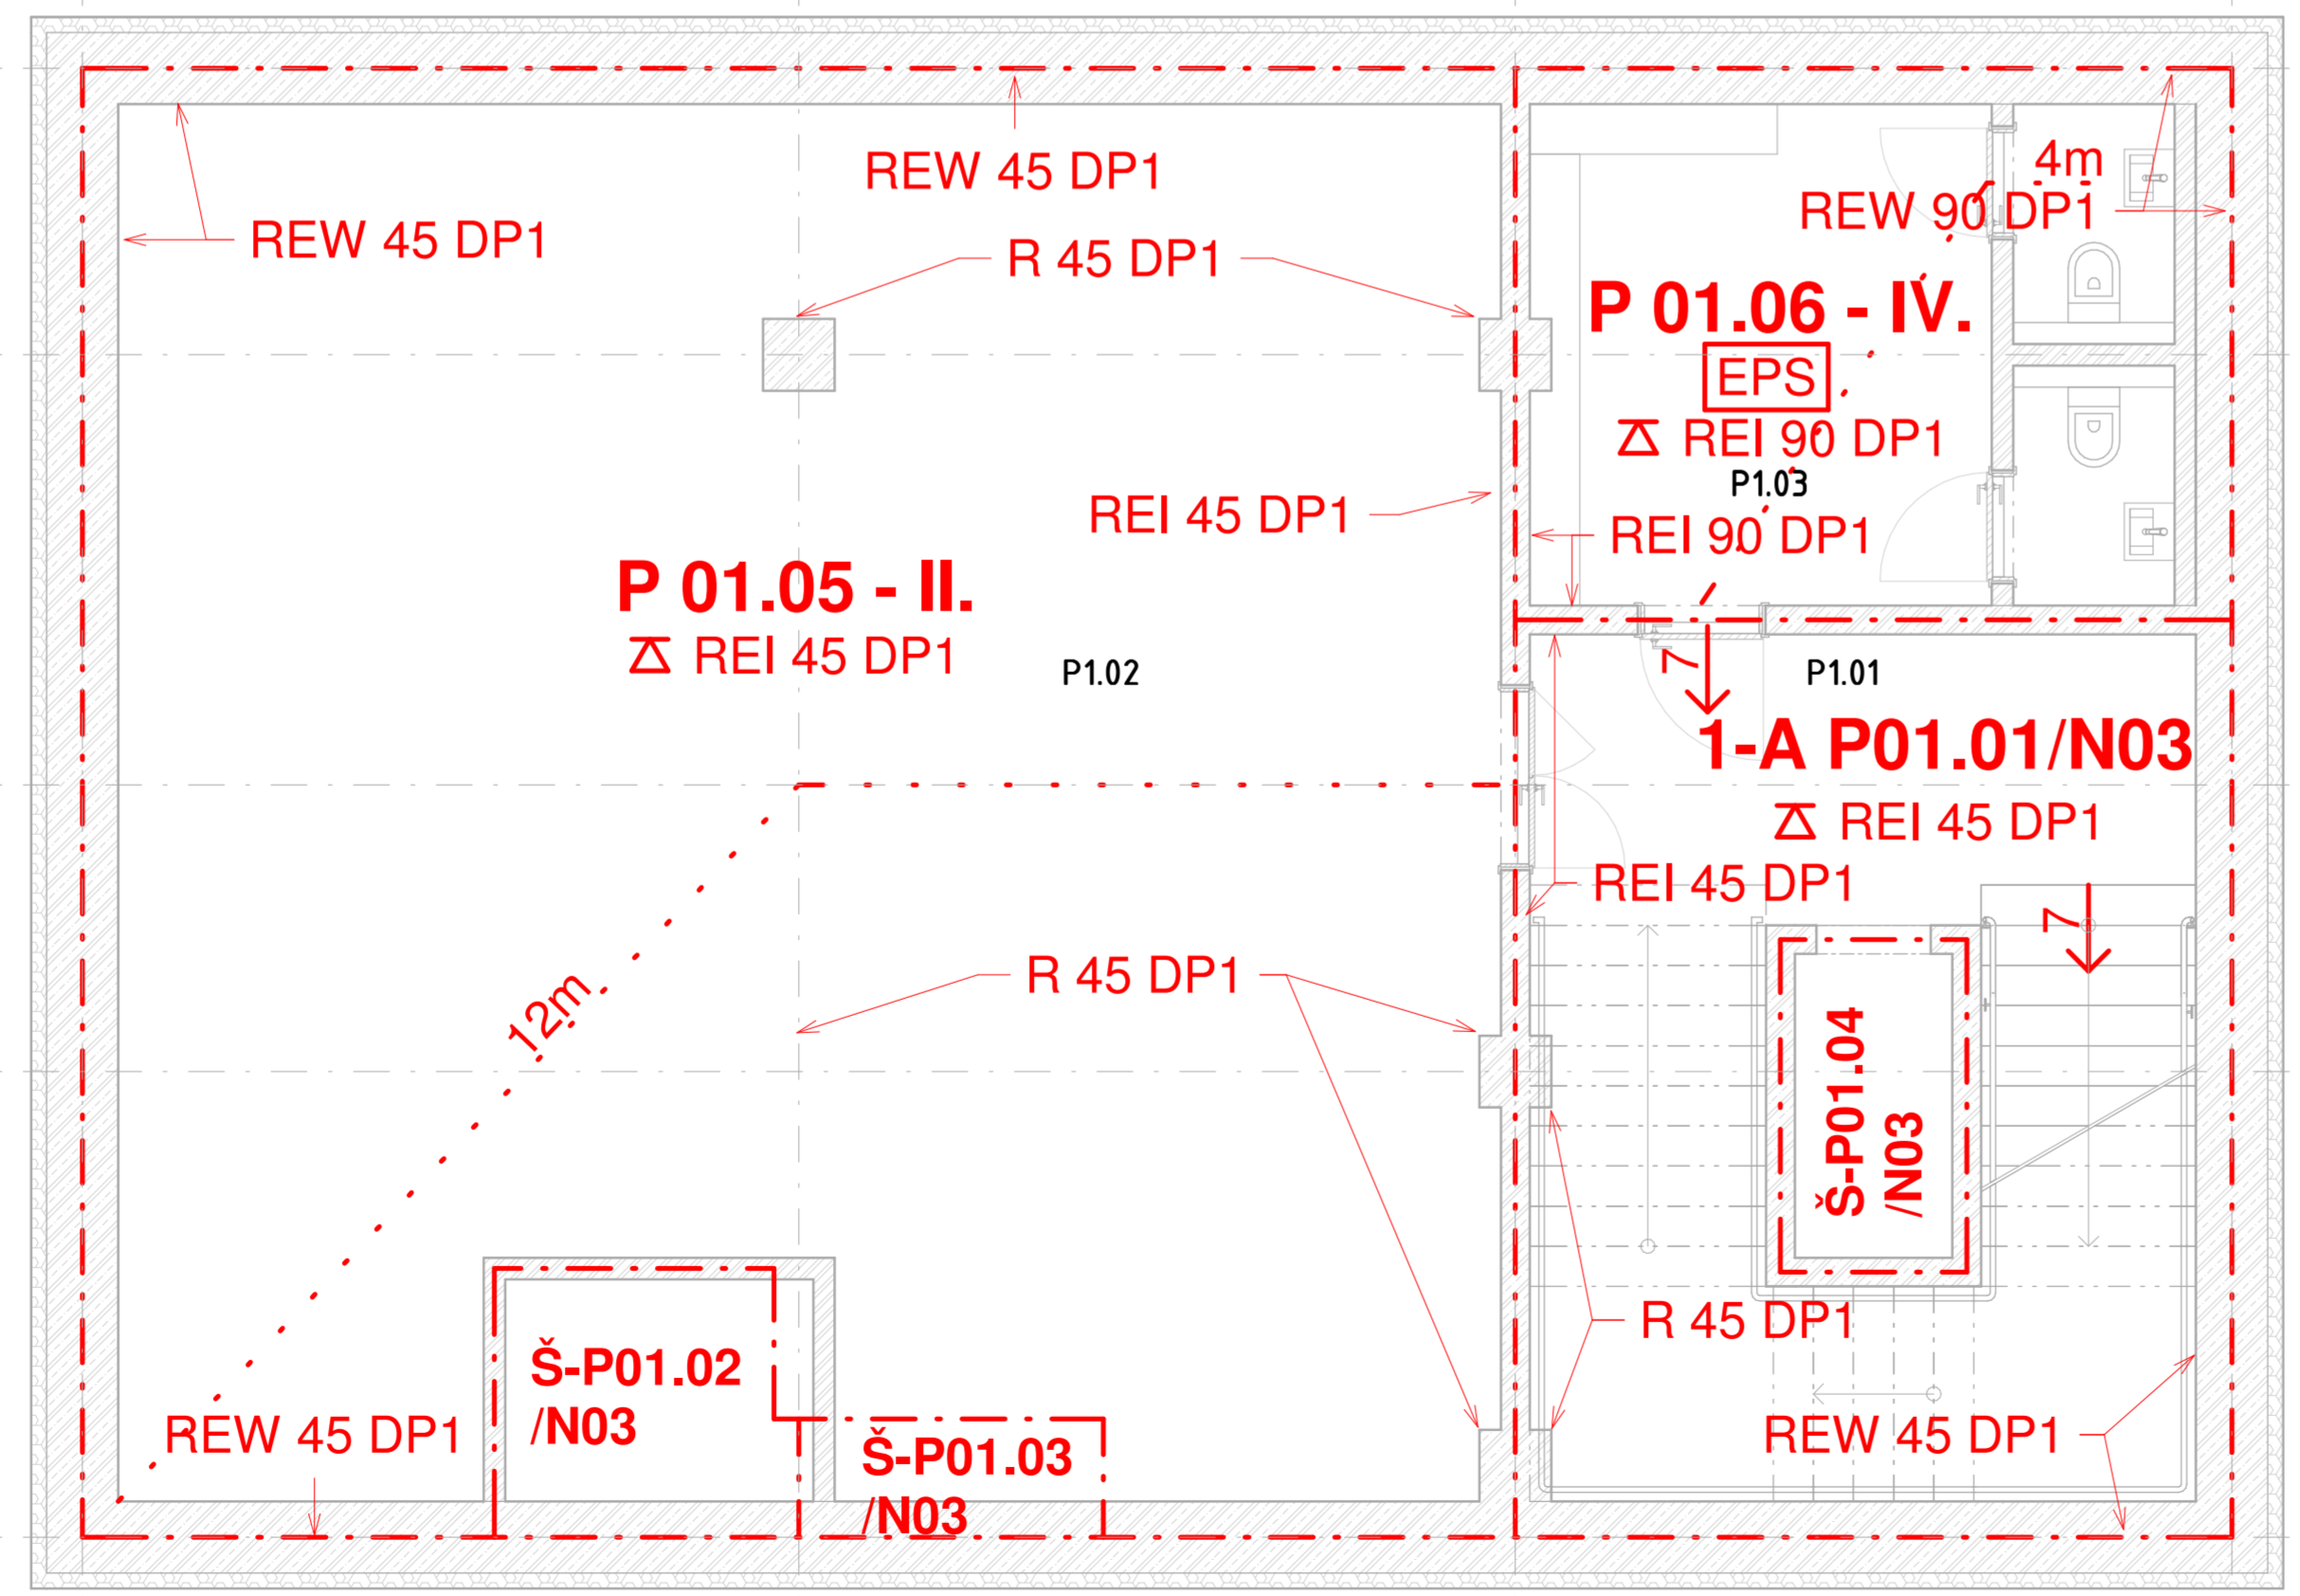 REW 45 DP1
4m
REW 90 DP1
REW 45 DP1
R 45 DP1
P 01.06 - IV.
EPS
REI 90 DP1
P1.03
REI 45 DP1
REI 90 DP1
P 01.05 - II.
REI 45 DP1
P1.02
7
P1.01
1-A P01.01/N03
REI 45 DP1
REI 45 DP1
7
R 45 DP1
12m
Š-P01.04
/N03
R 45 DP1
Š-P01.02
/N03
REW 45 DP1
Š-P01.03
/N03
REW 45 DP1